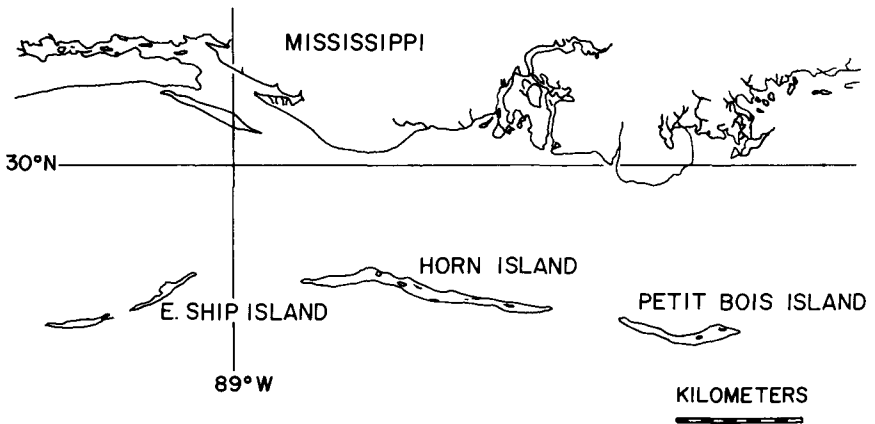 MISSISSIPPI
30°N
HORN ISLAND
E. SHIP ISLAND
PETIT BOIS ISLAND
89°W
KILOMETERS